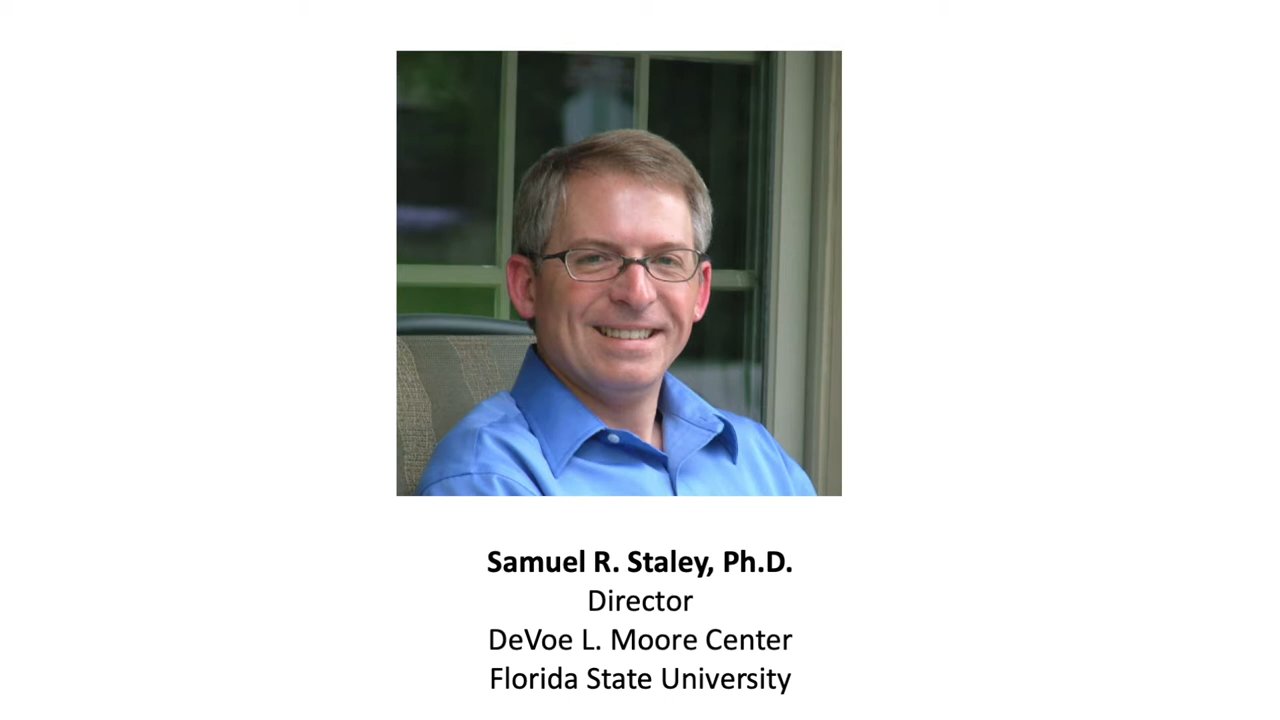 Samuel R. Staley, Ph.D.
Director
DeVoe L. Moore Center
Florida State University